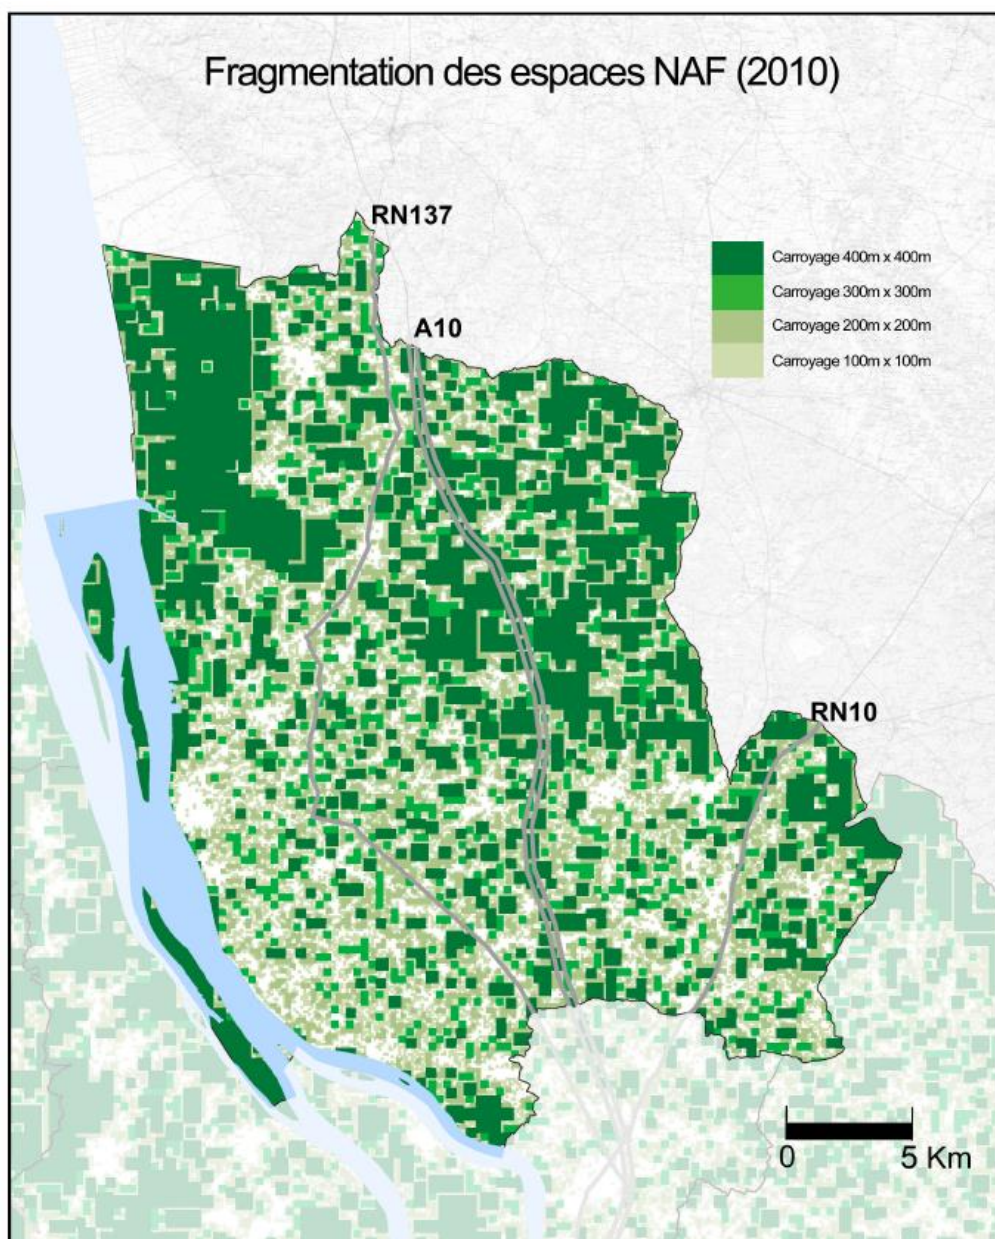 Fragmentation des espaces NAF (2010)
RN137
Carroyage 400m x 400m
Carroyage 300m x 300m
A10
Carroyage 200m x 200m
Carroyage 100m x 100m
RN10
0 5 Km